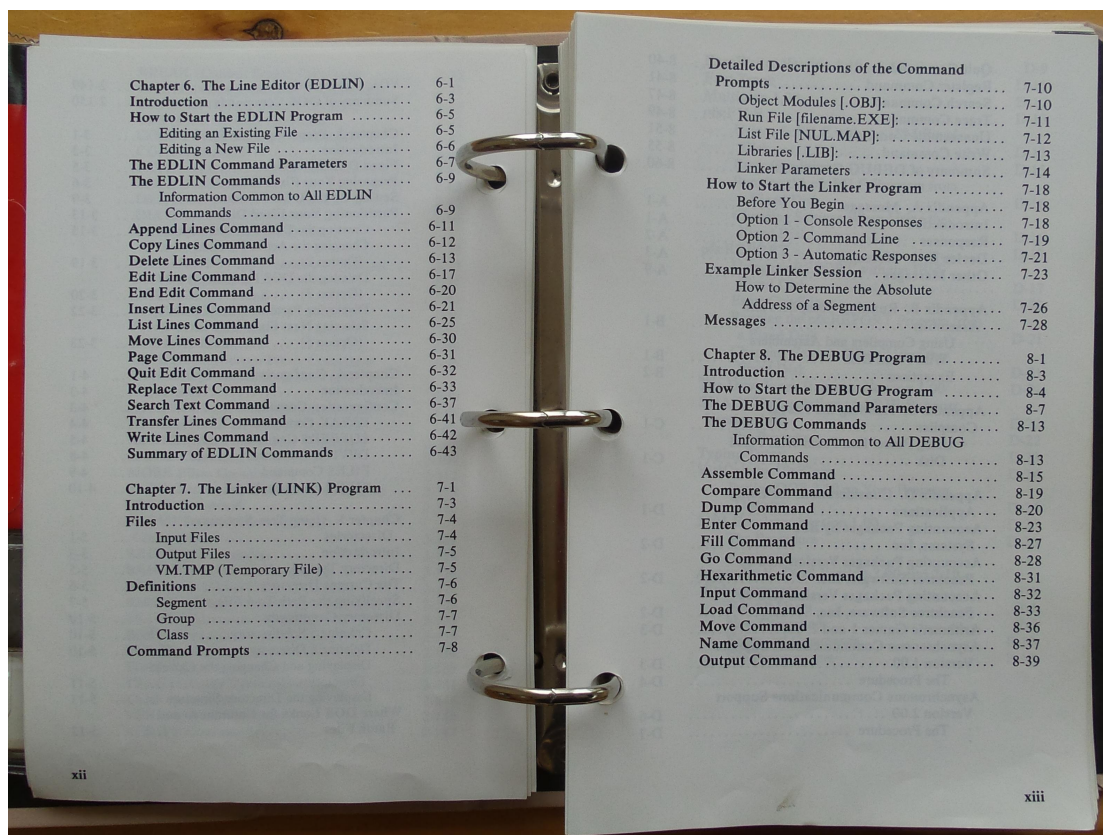 Chapter 6. The Line Editor (EDLIN) ...... 6-1
Introduction ........................ 6-3
How to Start the EDLIN Program ......... 6-5
Editing an Existing File .............. 6-5
Editing a New File .................. 6-6
The EDLIN Command Parameters ......... 6-7
The EDLIN Commands ................ 6-9
Information Common to All EDLIN
Commands ...................... 6-9
Append Lines Command ............... 6-11
Copy Lines Command ................. 6-12
Delete Lines Command ................ 6-13
Edit Line Command ................... 6-17
End Edit Command ................... 6-20
Insert Lines Command ................. 6-21
List Lines Command .................. 6-25
Move Lines Command ................. 6-30
Page Command ...................... 6-31
Quit Edit Command ................... 6-32
Replace Text Command ................ 6-33
Search Text Command ................. 6-37
Transfer Lines Command ............... 6-41
Write Lines Command ................. 6-42
Summary of EDLIN Commands .......... 6-43
Chapter 7. The Linker (LINK) Program ... 7-1
Introduction ......................... 7-3
Files .............................. 7-4
Input Files ........................ 7-4
Output Files ....................... 7-5
VM.TMP (Temporary File) ........... 7-5
Definitions .......................... 7-6
Segment .......................... 7-6
Group ........................... 7-7
Class ............................ 7-7
Command Prompts .................... 7-8
xii
Detailed Descriptions of the Command
Prompts ............................ 7-10
Object Modules [.OBJ]: .............. 7-10
Run File [filename.EXE]: ............. 7-11
List File [NUL.MAP]: ............... 7-12
Libraries [.LIB]: ................... 7-13
Linker Parameters .................. 7-14
How to Start the Linker Program ......... 7-18
Before You Begin ................... 7-18
Option 1 - Console Responses ......... 7-18
Option 2 - Command Line ............ 7-19
Option 3 - Automatic Responses ....... 7-21
Example Linker Session ................ 7-23
How to Determine the Absolute
Address of a Segment ............... 7-26
Messages ............................ 7-28
Chapter 8. The DEBUG Program ........ 8-1
Introduction ......................... 8-3
How to Start the DEBUG Program ........ 8-4
The DEBUG Command Parameters ........ 8-7
The DEBUG Commands ................ 8-13
Information Common to All DEBUG
Commands ....................... 8-13
Assemble Command ................... 8-15
Compare Command ................... 8-19
Dump Command ..................... 8-20
Enter Command ...................... 8-23
Fill Command ........................ 8-27
Go Command ........................ 8-28
Hexarithmetic Command ............... 8-31
Input Command ...................... 8-32
Load Command ...................... 8-33
Move Command ...................... 8-36
Name Command ..................... 8-37
Output Command .................... 8-39
xiii